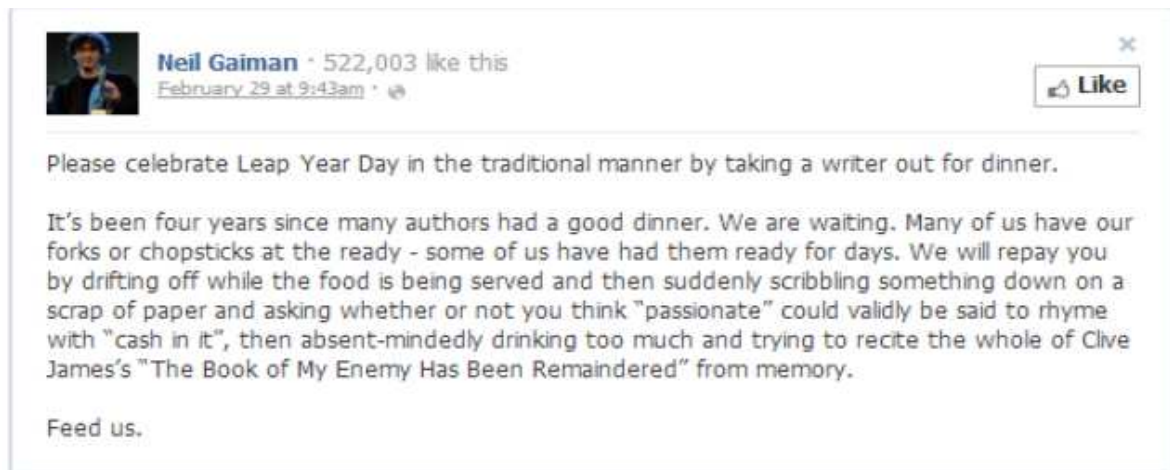 Neil Gaiman · 522,003 like this
February 29 at 9:43am ·
Like
Please celebrate Leap Year Day in the traditional manner by taking a writer out for dinner.
It’s been four years since many authors had a good dinner. We are waiting. Many of us have our
forks or chopsticks at the ready - some of us have had them ready for days. We will repay you
by drifting off while the food is being served and then suddenly scribbling something down on a
scrap of paper and asking whether or not you think “passionate” could validly be said to rhyme
with “cash in it”, then absent-mindedly drinking too much and trying to recite the whole of Clive
James’s “The Book of My Enemy Has Been Remaindered” from memory.
Feed us.